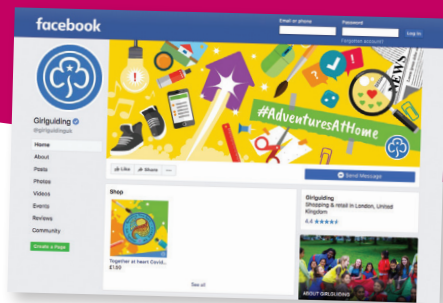 facebook
Email or phone
Password
Log In
Forgotten account?
NEWS
#AdventuresAtHome
Girlguiding
@girlguidinguk
Home
About
Posts
Photos
Videos
Events
Reviews
Community
Create a Page
Like
Share
Send Message
Shop
Together at heart Covid...
£1.00
See all
Girlguiding
Shopping & retail in London, United
Kingdom
ABOUT GIRLGUIDING